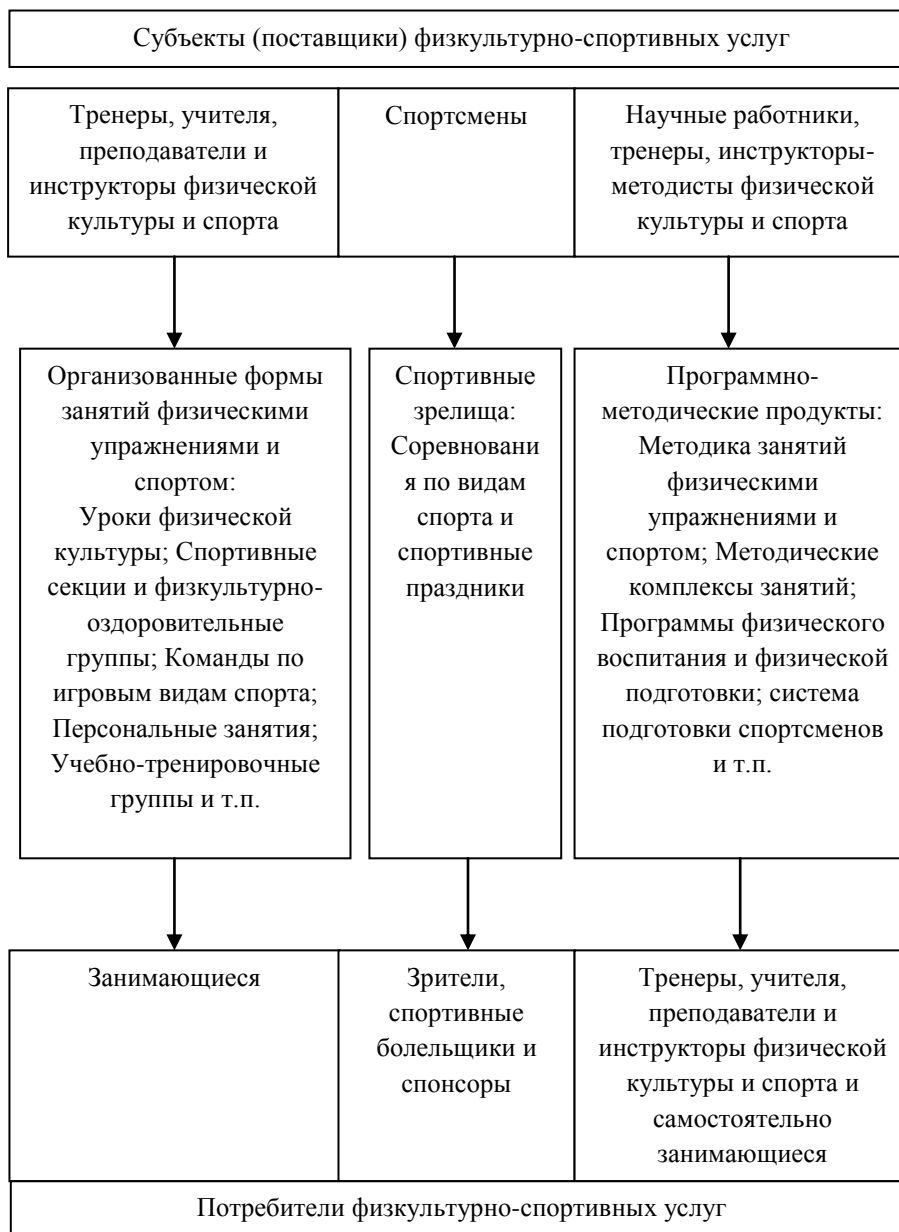 Субъекты (поставщики) физкультурно-спортивных услуг
Тренеры, учителя,
преподаватели и
инструкторы физической
культуры и спорта
Спортсмены
Научные работники,
тренеры, инструкторы-
методисты физической
культуры и спорта
Организованные формы
занятий физическими
упражнениями и
спортом:
Уроки физической
культуры; Спортивные
секции и физкультурно-
оздоровительные
группы; Команды по
игровым видам спорта;
Персональные занятия;
Учебно-тренировочные
группы и т.п.
Спортивные
зрелища:
Соревновани
я по видам
спорта и
спортивные
праздники
Программно-
методические продукты:
Методика занятий
физическими
упражнениями и
спортом; Методические
комплексы занятий;
Программы физического
воспитания и физической
подготовки; система
подготовки спортсменов
и т.п.
Занимающиеся
Зрители,
спортивные
болельщики и
спонсоры
Тренеры, учителя,
преподаватели и
инструкторы физической
культуры и спорта и
самостоятельно
занимающиеся
Потребители физкультурно-спортивных услуг